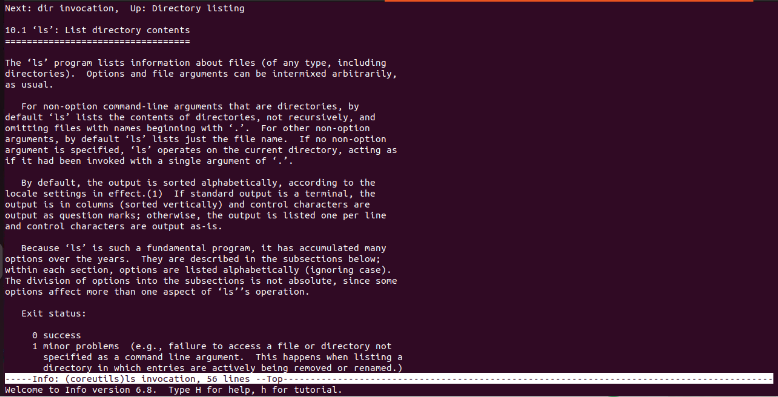 Next: dir invocation,  Up: Directory listing

10.1 ‘ls’: List directory contents
==================================

The ‘ls’ program lists information about files (of any type, including
directories).  Options and file arguments can be intermixed arbitrarily,
as usual.

   For non-option command-line arguments that are directories, by
default ‘ls’ lists the contents of directories, not recursively, and
omitting files with names beginning with ‘.’.  For other non-option
arguments, by default ‘ls’ lists just the file name.  If no non-option
argument is specified, ‘ls’ operates on the current directory, acting as
if it had been invoked with a single argument of ‘.’.

   By default, the output is sorted alphabetically, according to the
locale settings in effect.(1)  If standard output is a terminal, the
output is in columns (sorted vertically) and control characters are
output as question marks; otherwise, the output is listed one per line
and control characters are output as-is.

   Because ‘ls’ is such a fundamental program, it has accumulated many
options over the years.  They are described in the subsections below;
within each section, options are listed alphabetically (ignoring case).
The division of options into the subsections is not absolute, since some
options affect more than one aspect of ‘ls’’s operation.

   Exit status:

     0 success
     1 minor problems  (e.g., failure to access a file or directory not
       specified as a command line argument.  This happens when listing a
       directory in which entries are actively being removed or renamed.)
-----Info: (coreutils)ls invocation, 56 lines --Top-----------------------------------------------------------------------------------------
Welcome to Info version 6.8.  Type H for help, h for tutorial.